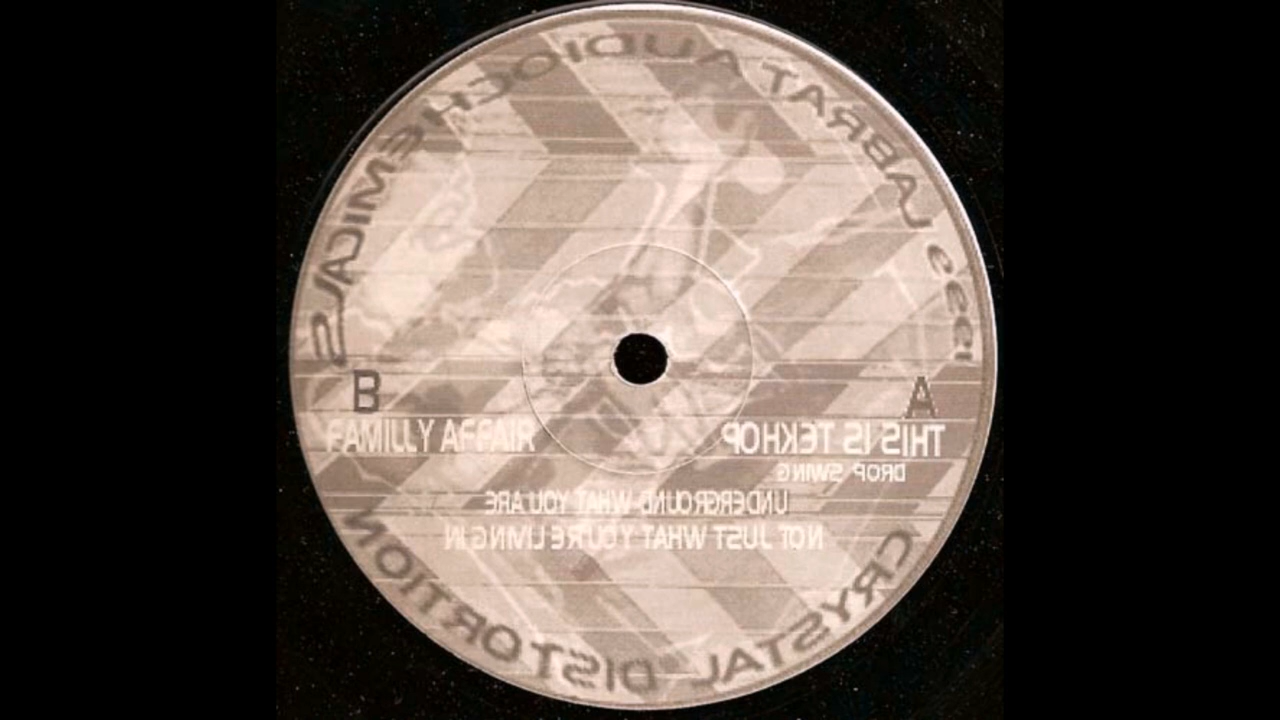 1999 LABRAT AUDIOCHEMICALS
B
FAMILLY AFFAIR
A
THIS IS TEKHOP
DROP SWING
UNDERGROUND WHAT YOU ARE
NOT JUST WHAT YOU'RE LIVING IN
CRYSTAL DISTORTION